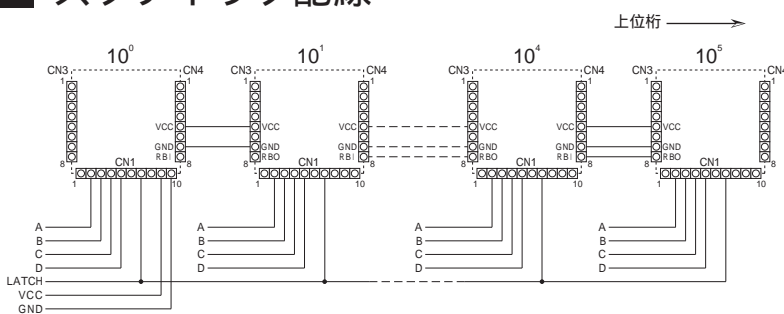 上位桁
10⁰ 10¹ 10⁴ 10⁵
CN3 CN4 CN3 CN4 CN3 CN4 CN3 CN4
1 1 1 1 1 1 1 1
VCC VCC VCC VCC VCC VCC
GND GND GND GND GND GND
8 RBI 8 8 RBO RBI 8 8 RBO RBI 8 8 RBO 8
CN1 CN1 CN1 CN1
1 10 1 10 1 10 1 10
A A A A
B B B B
C C C C
D D D D
LATCH
VCC
GND